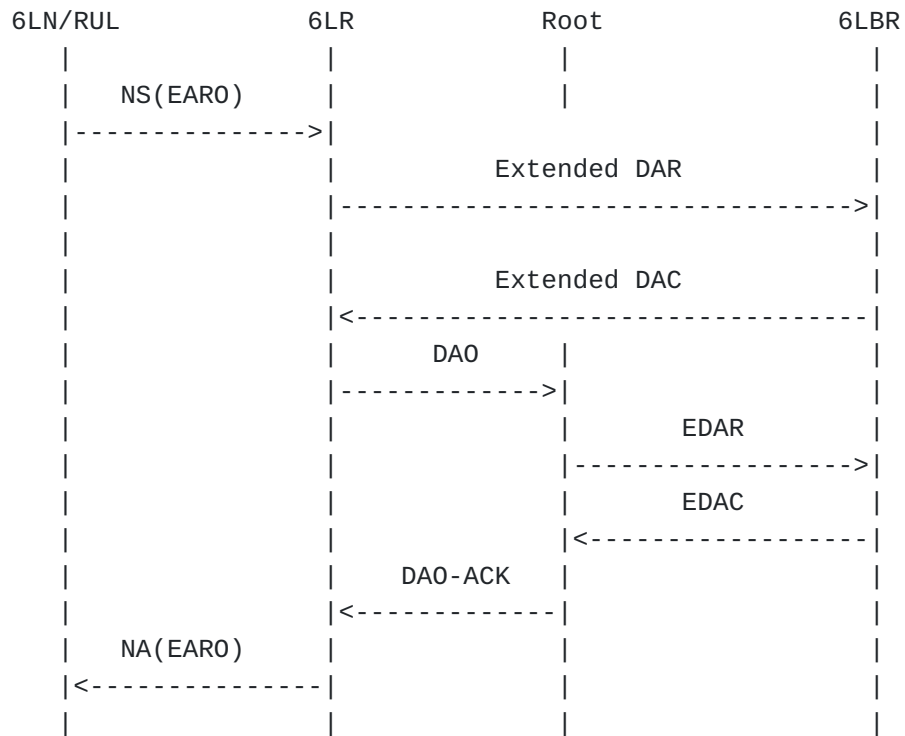 6LN/RUL 6LR Root 6LBR
NS(EARO)
Extended DAR
Extended DAC
DAO
EDAR
EDAC
DAO-ACK
NA(EARO)